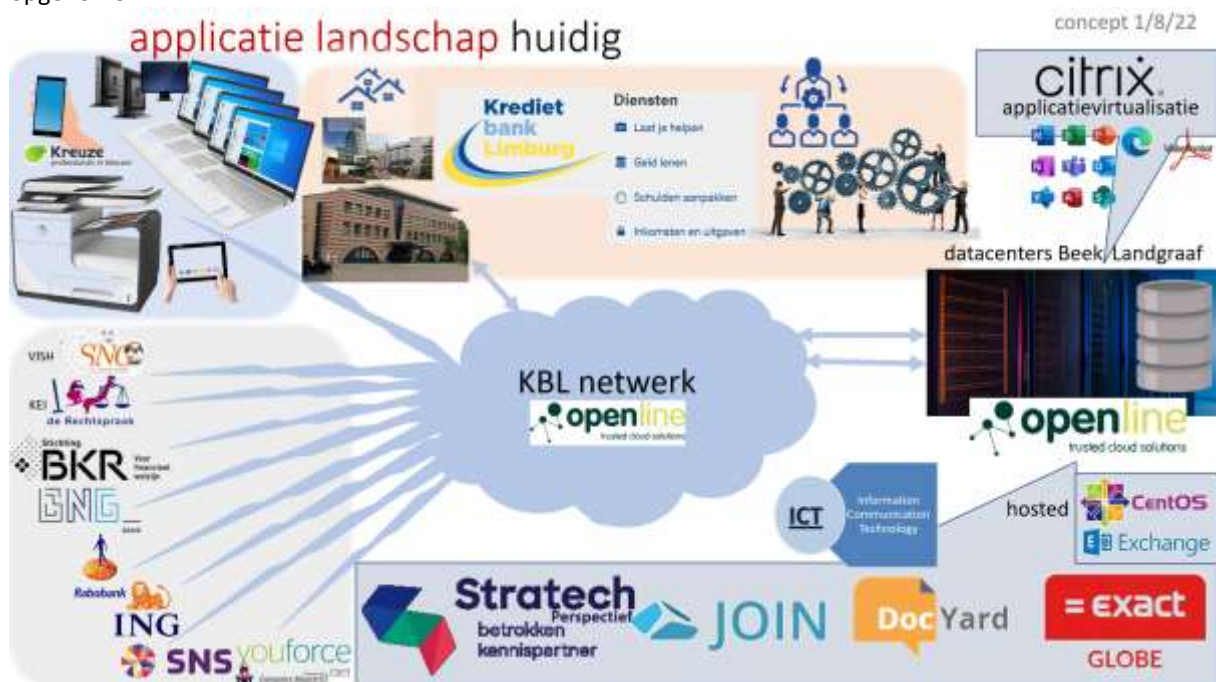 applicatie landschap huidig
concept 1/8/22
citrix
applicatievirtualisatie
Kreuze
Krediet
bank
Limburg
Diensten
Laat je helpen
Geld lenen
Schulden aanpakken
Inkomsten en uitgaven
datacenters Beek, Landgraaf
VISH
SNG
KEI
de Rechtspraak
Stichting
BKR
BNG
BANK
Rabobank
ING
SNS
youforce
KBL netwerk
openline
trusted cloud solutions
openline
trusted cloud solutions
ICT
Information
Communication
Technology
hosted
CentOS
Exchange
Stratech
Perspectief
betrokken
kennispartner
JOIN
DocYard
= exact
GLOBE